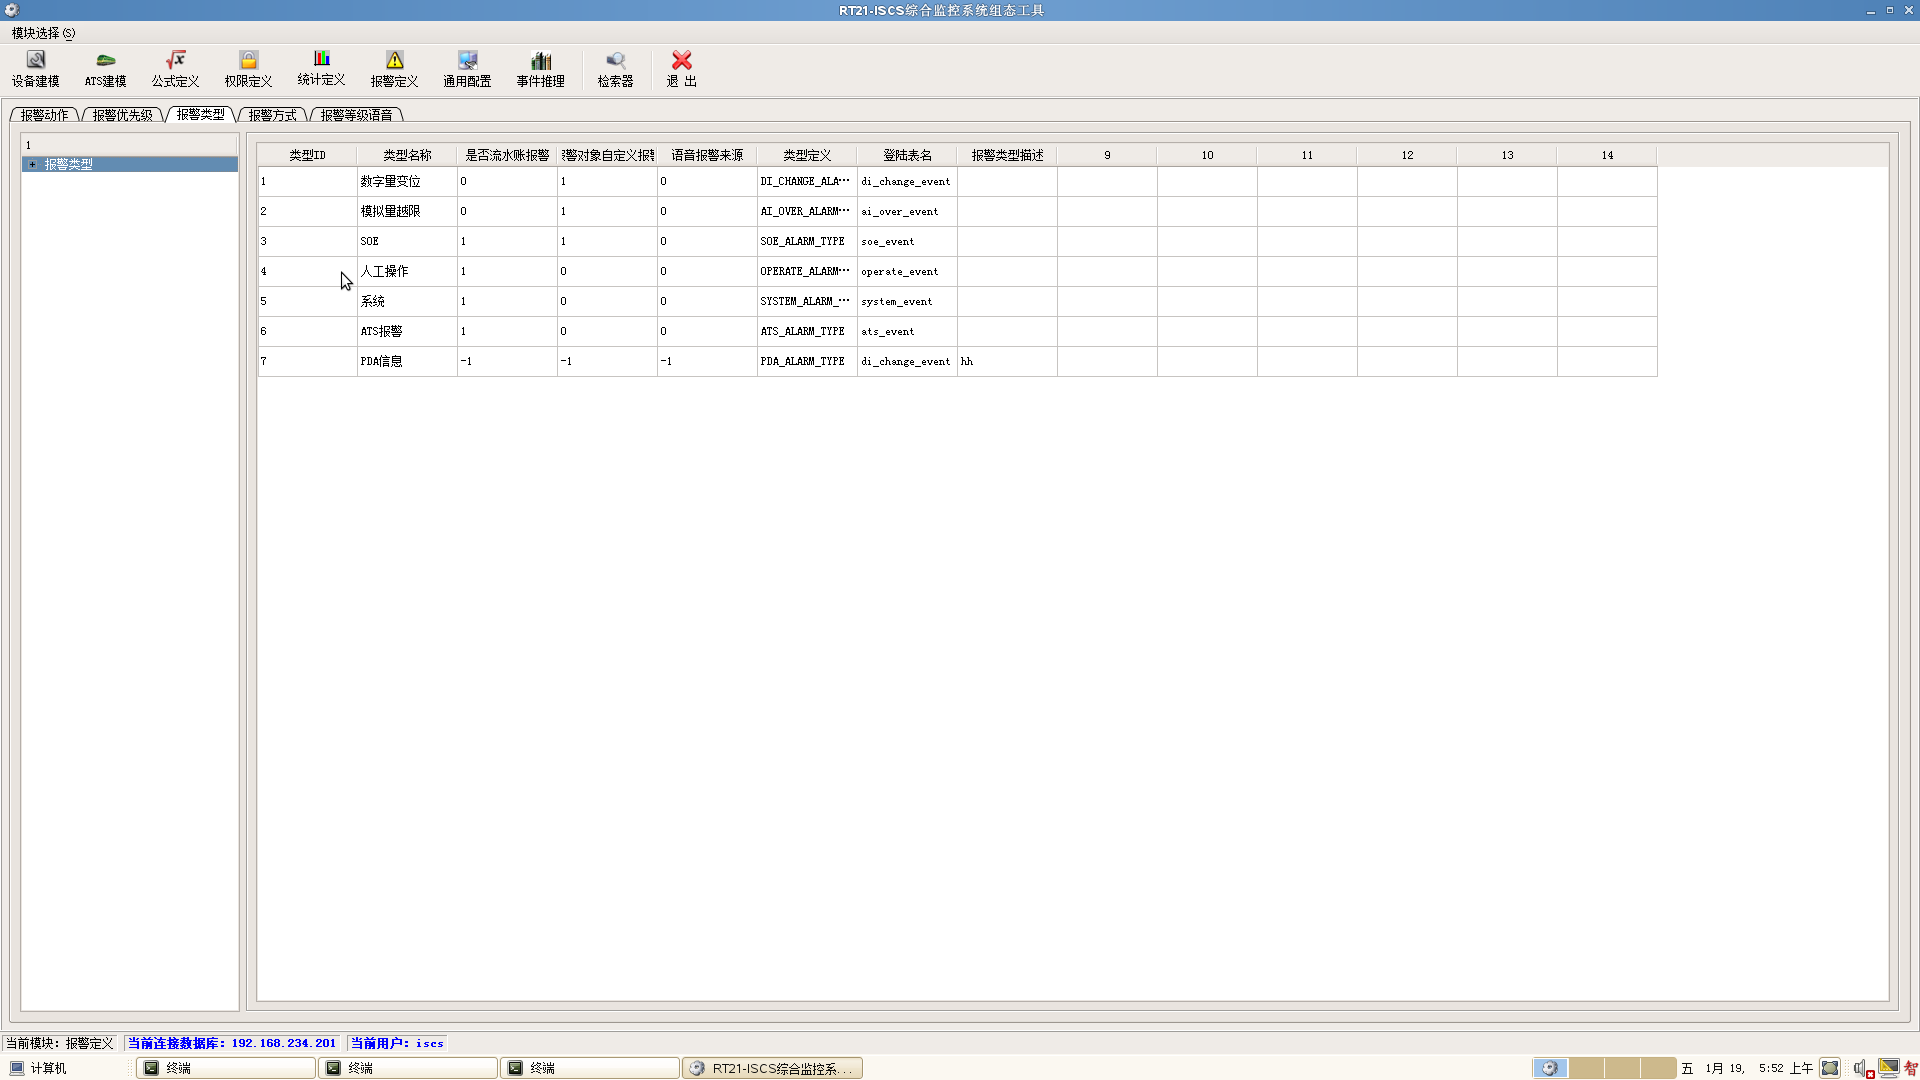 RT21-ISCS综合监控系统组态工具
模块选择(S)
设备建模 ATS建模 公式定义 权限定义 统计定义 报警定义 通用配置 事件推理 检索器 退 出
报警动作 报警优先级 报警类型 报警方式 报警等级语音
1
报警类型
类型ID 类型名称 是否流水账报警 警对象自定义报 语音报警来源 类型定义 登陆表名 报警类型描述 9 10 11 12 13 14
1 数字量变位 0 1 0 DI_CHANGE_ALA… di_change_event
2 模拟量越限 0 1 0 AI_OVER_ALARM… ai_over_event
3 SOE 1 1 0 SOE_ALARM_TYPE soe_event
4 人工操作 1 0 0 OPERATE_ALARM… operate_event
5 系统 1 0 0 SYSTEM_ALARM_… system_event
6 ATS报警 1 0 0 ATS_ALARM_TYPE ats_event
7 PDA信息 -1 -1 -1 PDA_ALARM_TYPE di_change_event hh
当前模块: 报警定义 当前连接数据库: 192.168.234.201 当前用户: iscs
计算机 终端 终端 终端 RT21-ISCS综合监控系... 五 1月 19, 5:52 上午 智